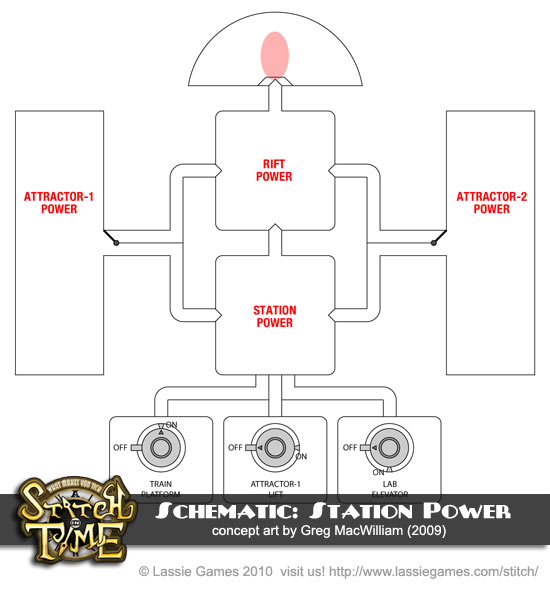 RIFT
POWER
ATTRACTOR-1
POWER
ATTRACTOR-2
POWER
STATION
POWER
ON
OFF
TRAIN
PLATFORM
OFF
ON
ATTRACTOR-1
LIFT
OFF
ON
LAB
ELEVATOR
A STITCH
IN
TIME
SCHEMATIC: STATION POWER
concept art by Greg MacWilliam (2009)
© Lassie Games 2010 visit us! http://www.lassiegames.com/stitch/